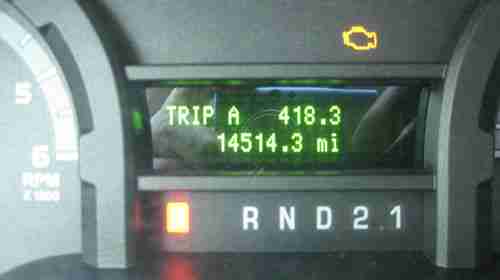 5
TRIP A 418.3
14514.3 mi
6
RPM
X 1000
R N D 2 1